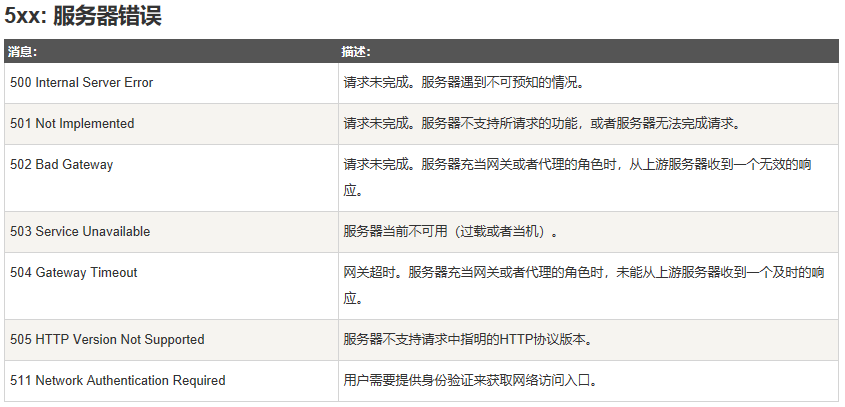 5xx: 服务器错误
消息: 描述:
500 Internal Server Error 请求未完成。服务器遇到不可预知的情况。
501 Not Implemented 请求未完成。服务器不支持所请求的功能，或者服务器无法完成请求。
502 Bad Gateway 请求未完成。服务器充当网关或者代理的角色时，从上游服务器收到一个无效的响
应。
503 Service Unavailable 服务器当前不可用（过载或者当机）。
504 Gateway Timeout 网关超时。服务器充当网关或者代理的角色时，未能从上游服务器收到一个及时的响
应。
505 HTTP Version Not Supported 服务器不支持请求中指明的HTTP协议版本。
511 Network Authentication Required 用户需要提供身份验证来获取网络访问入口。